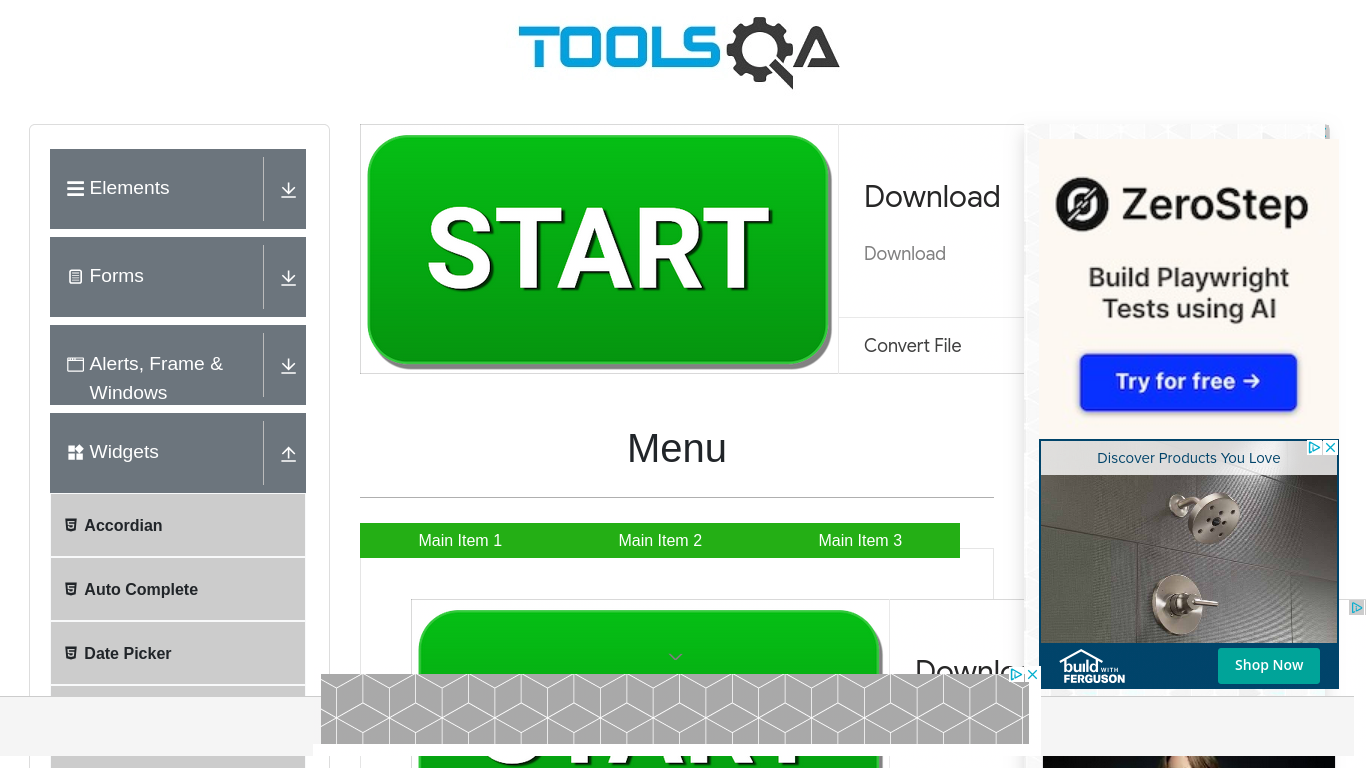 TOOLSQA
Elements
Forms
Alerts, Frame &
Windows
Widgets
Accordian
Auto Complete
Date Picker
START
Download
Download
Convert File
Menu
Main Item 1
Main Item 2
Main Item 3
ZeroStep
Build Playwright
Tests using AI
Try for free →
Discover Products You Love
build WITH
FERGUSON
Shop Now